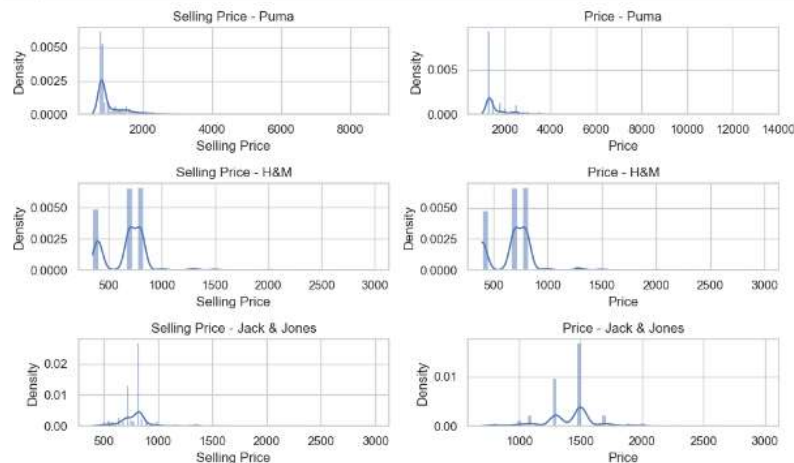 Selling Price - Puma
Density
0.0050
0.0025
0.0000
2000 4000 6000 8000
Selling Price
Price - Puma
Density
0.005
0.000
2000 4000 6000 8000 10000 12000 14000
Price
Selling Price - H&M
Density
0.0050
0.0025
0.0000
500 1000 1500 2000 2500 3000
Selling Price
Price - H&M
Density
0.0050
0.0025
0.0000
500 1000 1500 2000 2500 3000
Price
Selling Price - Jack & Jones
Density
0.02
0.01
0.00
500 1000 1500 2000 2500 3000
Selling Price
Price - Jack & Jones
Density
0.01
0.00
1000 1500 2000 2500 3000
Price